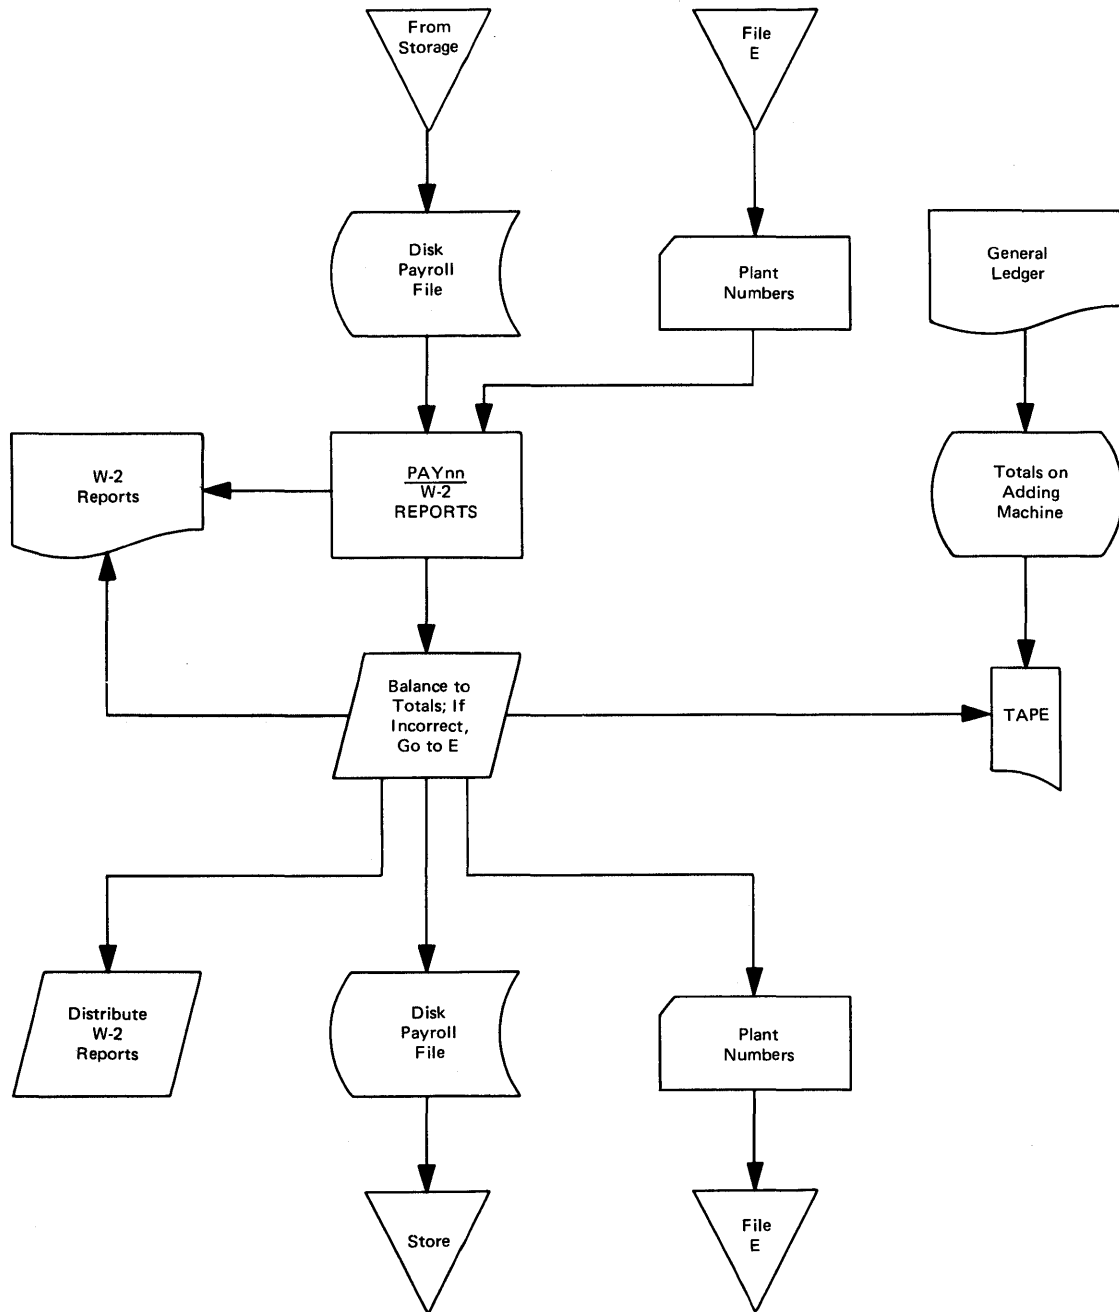 From
Storage
File
E
Disk
Payroll
File
Plant
Numbers
General
Ledger
W-2
Reports
PAYnn
W-2
REPORTS
Totals on
Adding
Machine
Balance to
Totals; If
Incorrect,
Go to E
TAPE
Distribute
W-2
Reports
Disk
Payroll
File
Plant
Numbers
Store
File
E